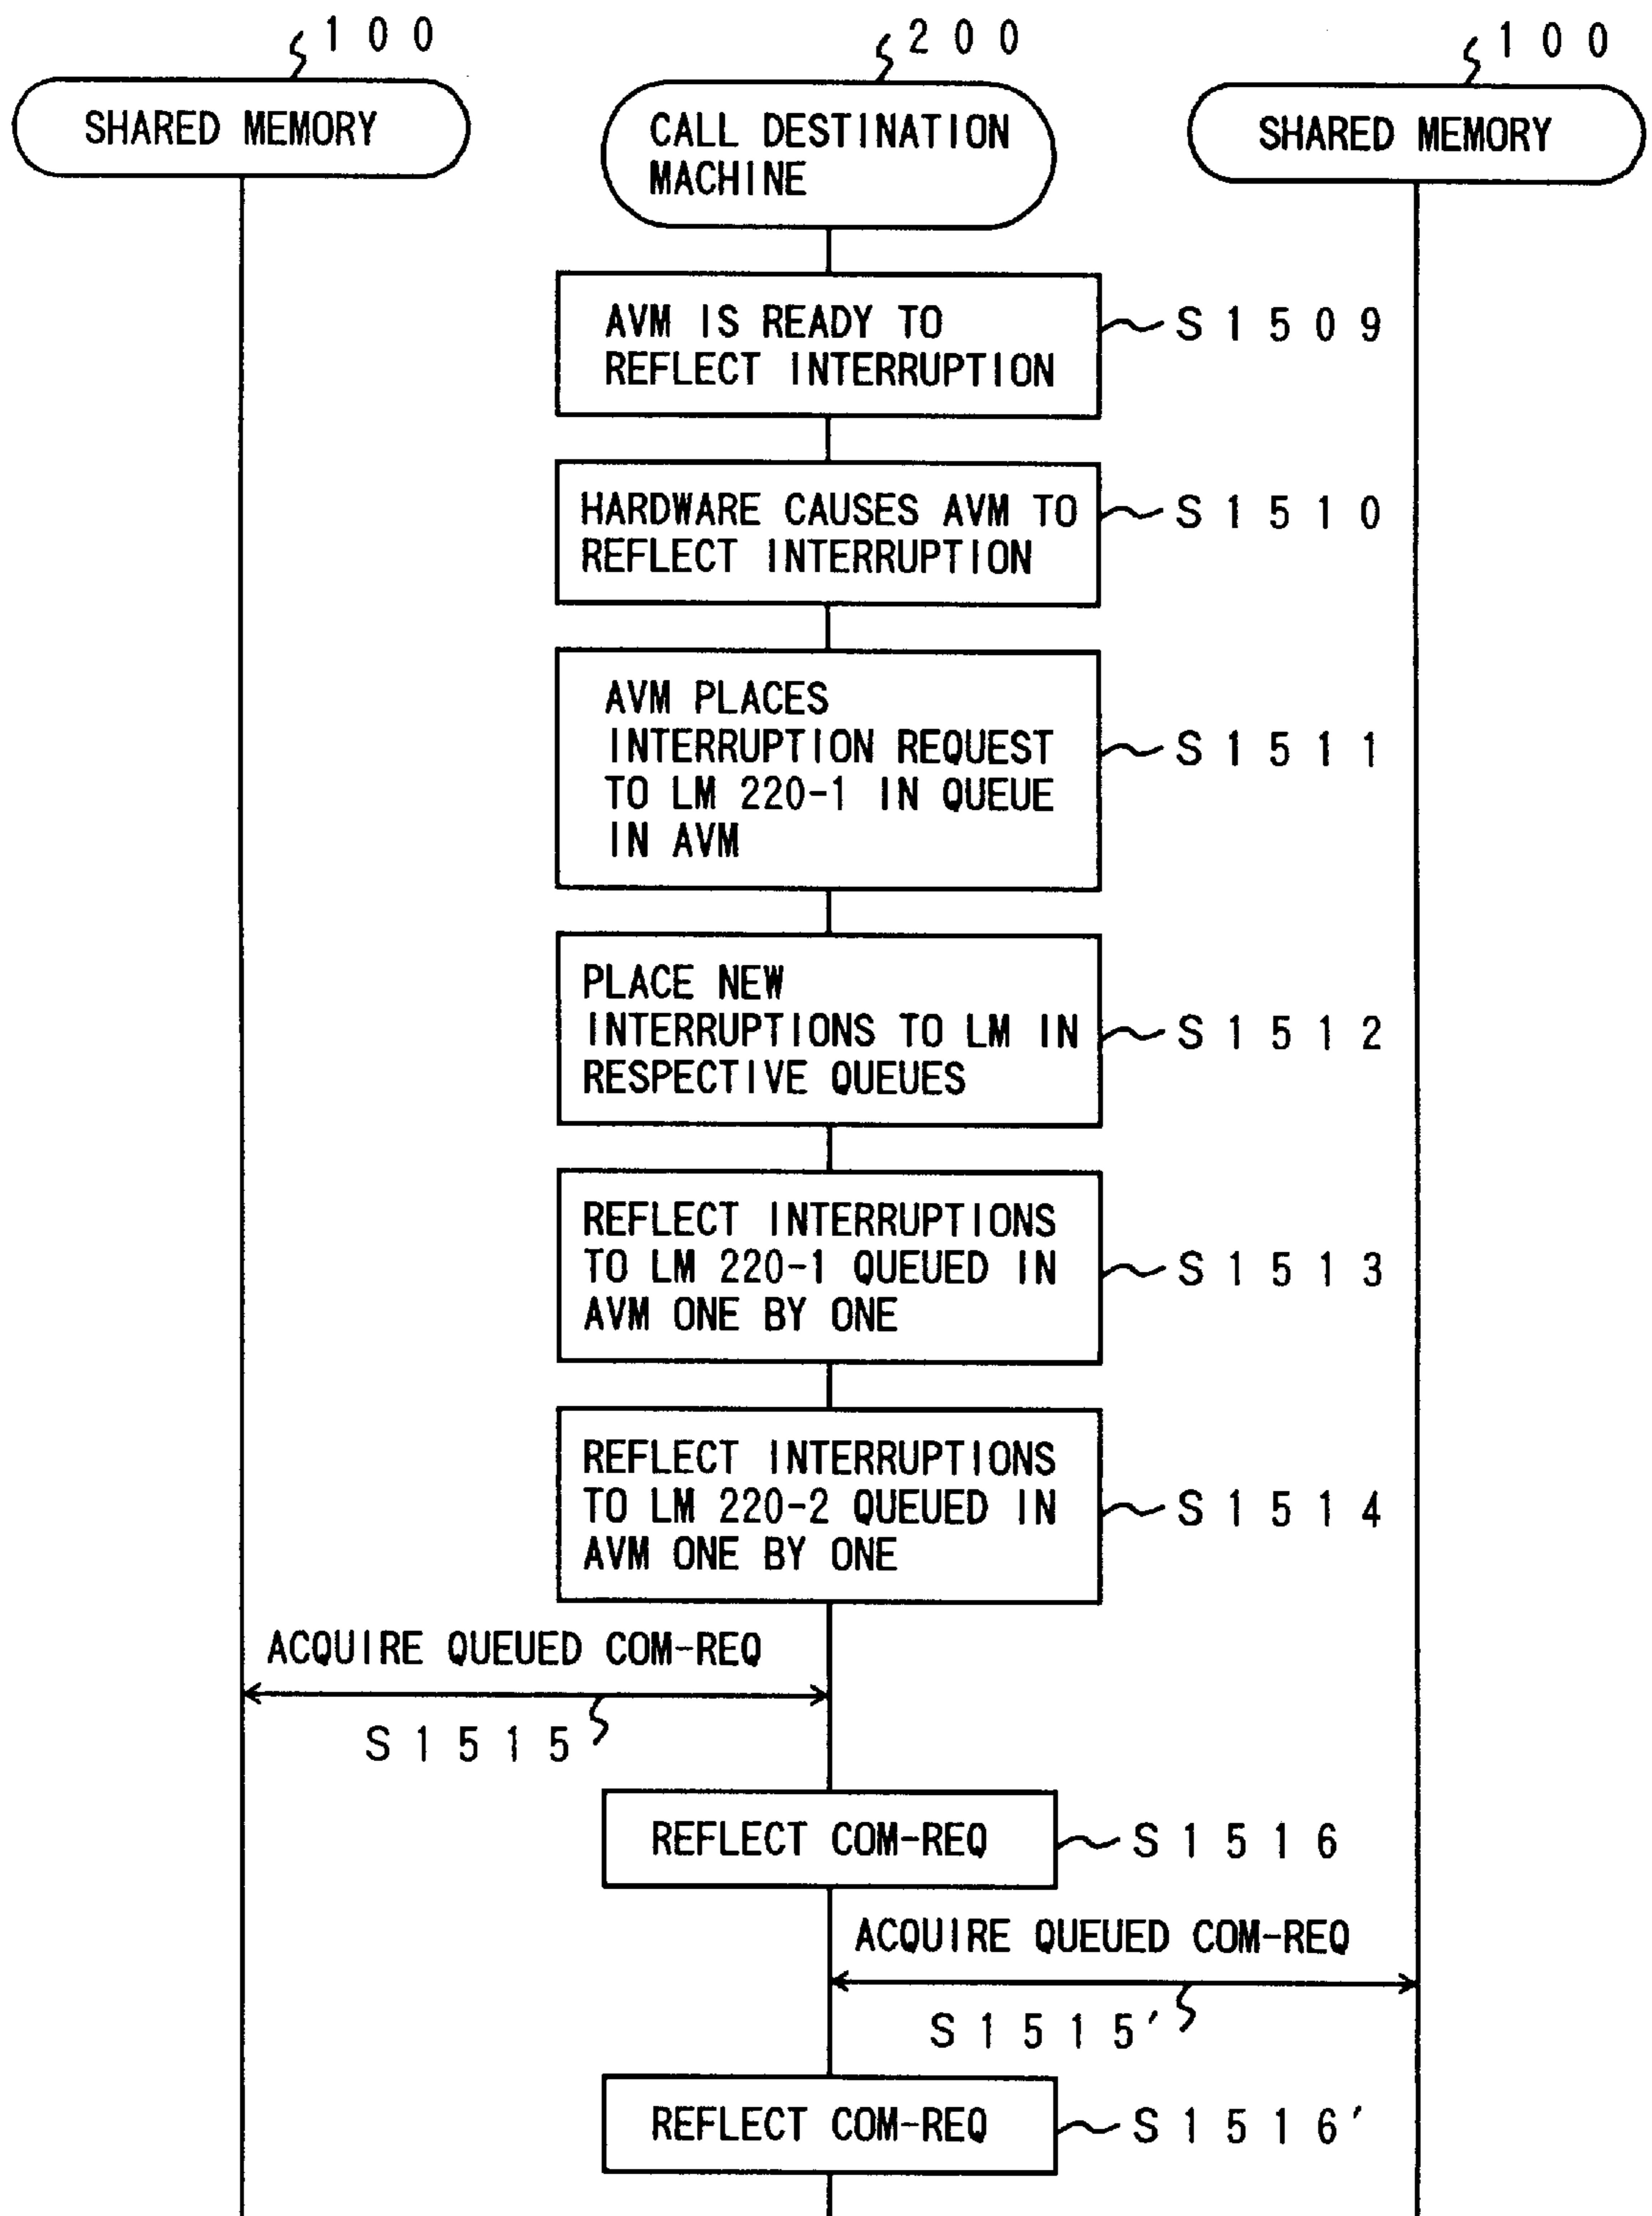 100
200
100
SHARED MEMORY
CALL DESTINATION
MACHINE
SHARED MEMORY
AVM IS READY TO
REFLECT INTERRUPTION
S1509
HARDWARE CAUSES AVM TO
REFLECT INTERRUPTION
S1510
AVM PLACES
INTERRUPTION REQUEST
TO LM 220-1 IN QUEUE
IN AVM
S1511
PLACE NEW
INTERRUPTIONS TO LM IN
RESPECTIVE QUEUES
S1512
REFLECT INTERRUPTIONS
TO LM 220-1 QUEUED IN
AVM ONE BY ONE
S1513
REFLECT INTERRUPTIONS
TO LM 220-2 QUEUED IN
AVM ONE BY ONE
S1514
ACQUIRE QUEUED COM-REQ
S1515
REFLECT COM-REQ
S1516
ACQUIRE QUEUED COM-REQ
S1515'
REFLECT COM-REQ
S1516'